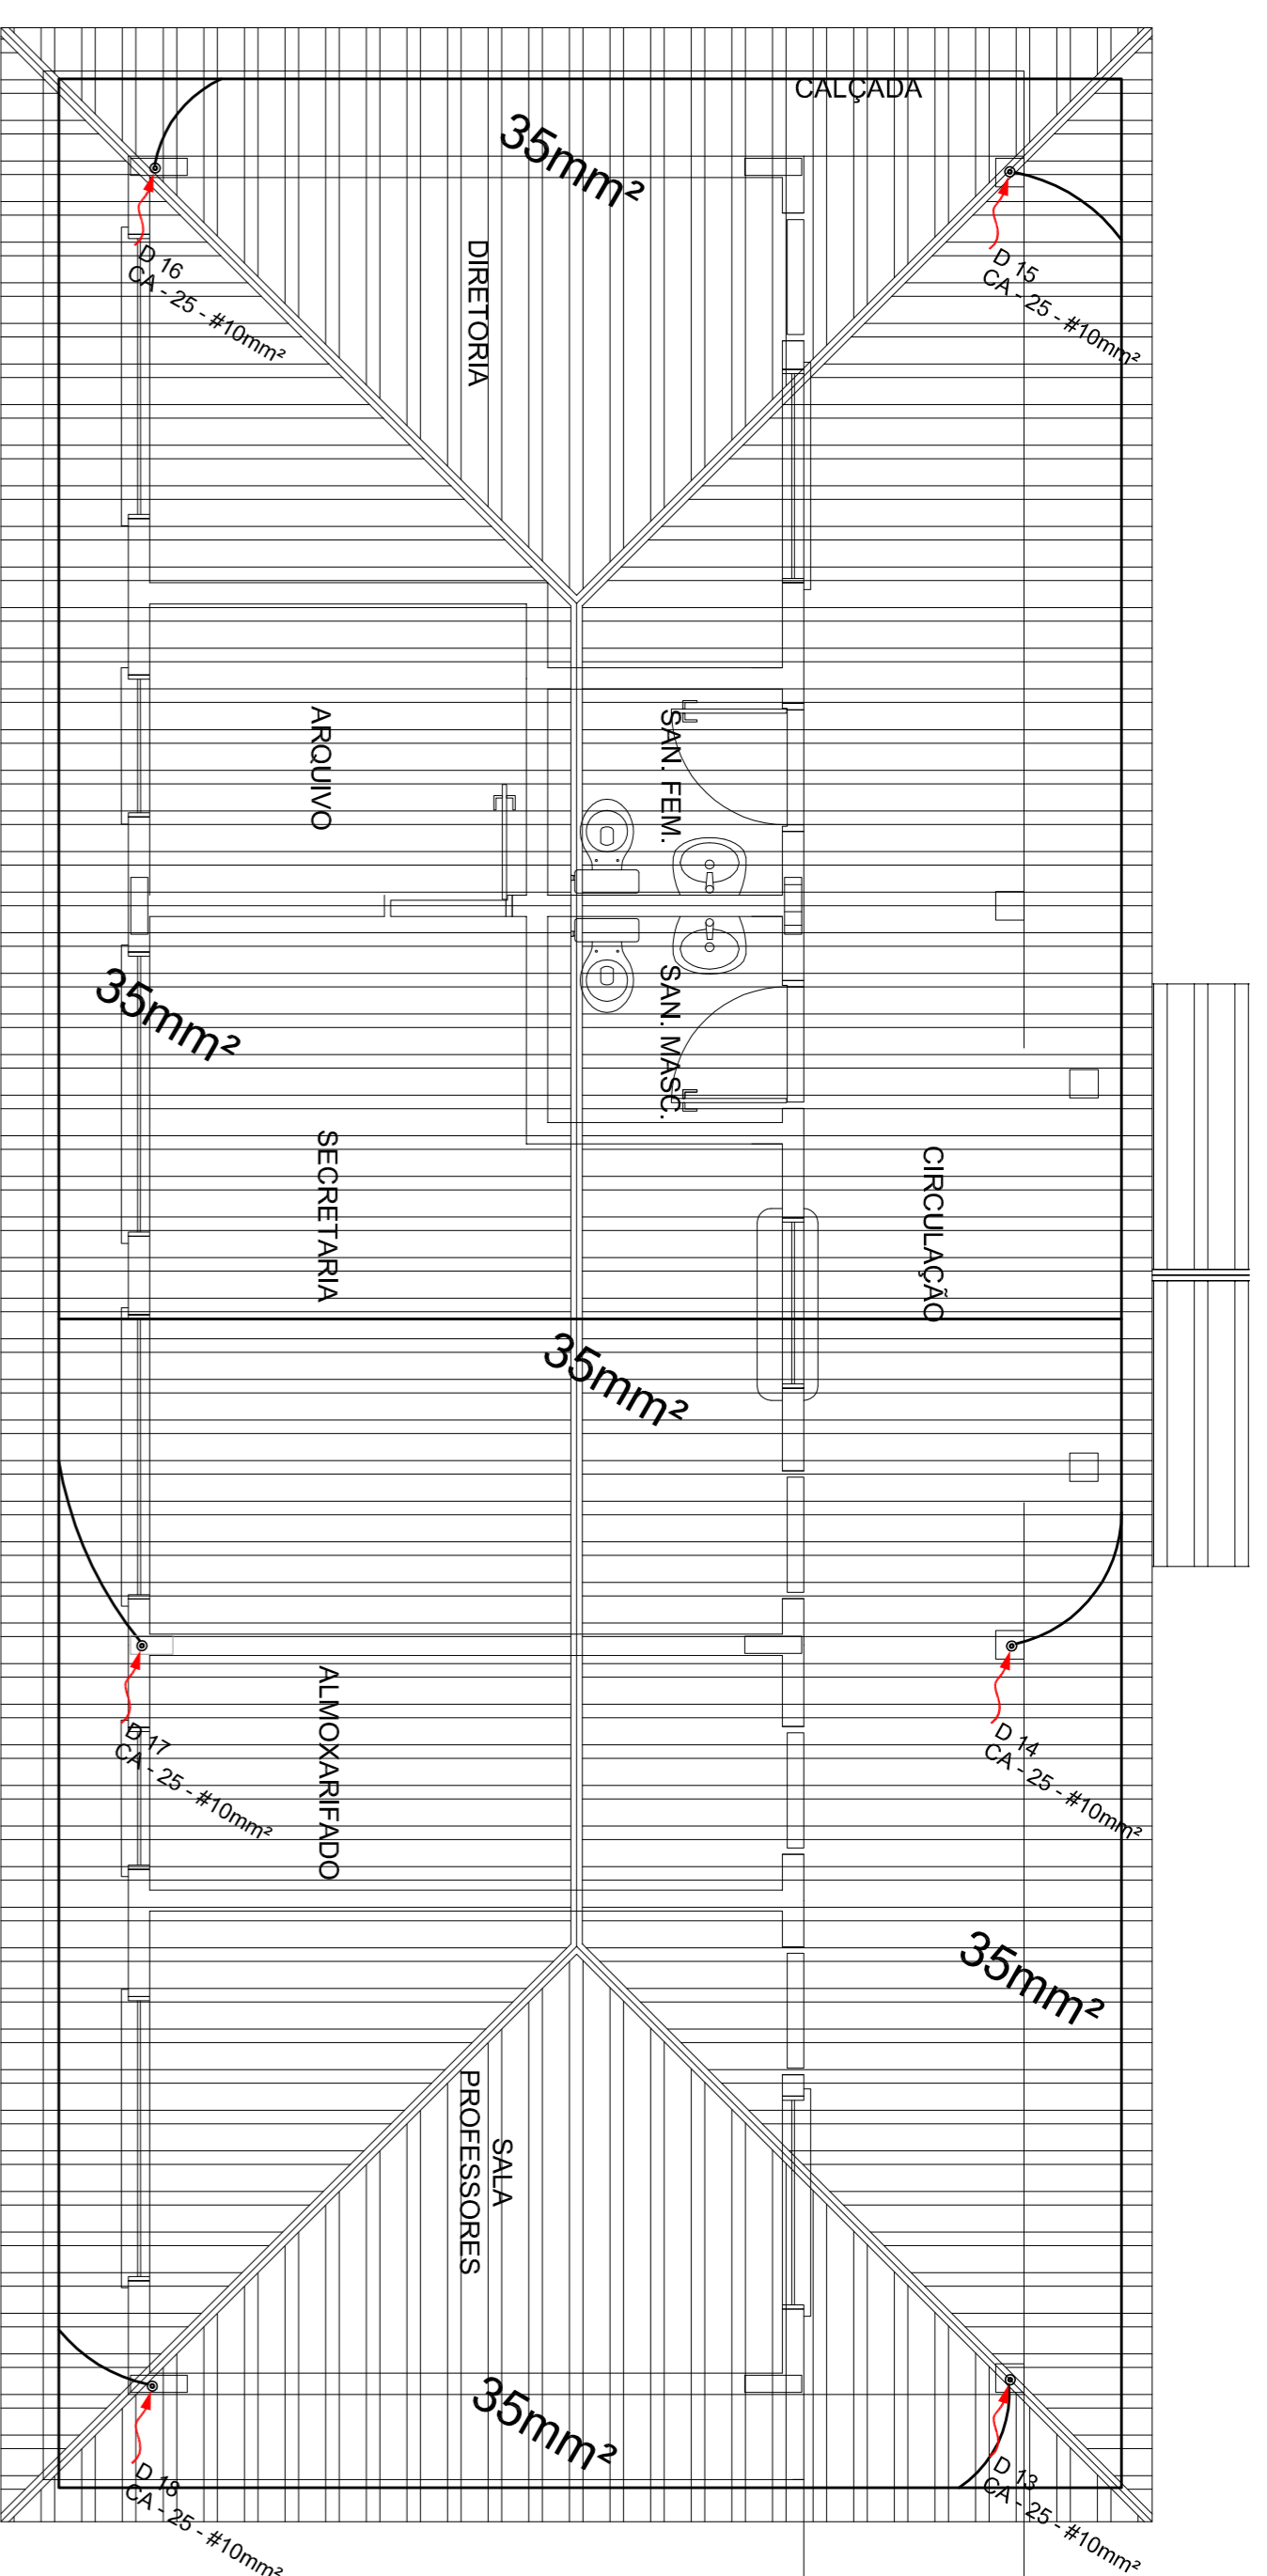 CALÇADA
35mm²
D 16
CA - 25 - #10mm²
D 15
CA - 25 - #10mm²
DIRETORIA
ARQUIVO
SAN. FEM.
35mm²
SAN. MASC.
SECRETARIA
CIRCULAÇÃO
35mm²
D 17
CA - 25 - #10mm²
ALMOXARIFADO
D 14
CA - 25 - #10mm²
35mm²
SALA
PROFESSORES
35mm²
D 18
CA - 25 - #10mm²
D 13
CA - 25 - #10mm²